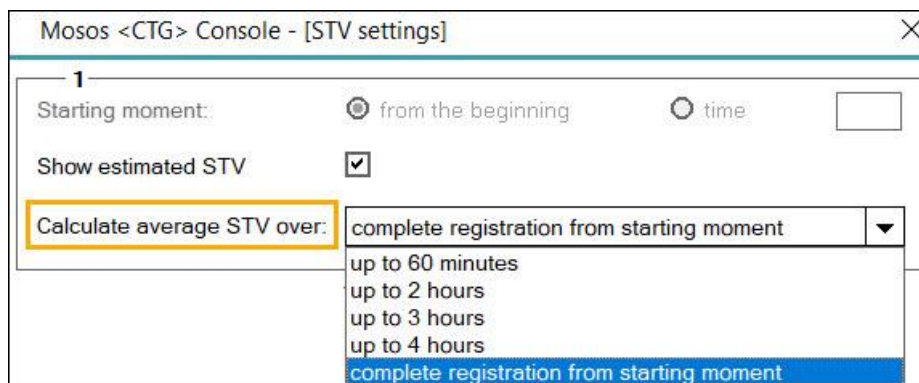 Mosos <CTG> Console - [STV settings]
1
Starting moment: from the beginning time
Show estimated STV
Calculate average STV over: complete registration from starting moment
up to 60 minutes
up to 2 hours
up to 3 hours
up to 4 hours
complete registration from starting moment